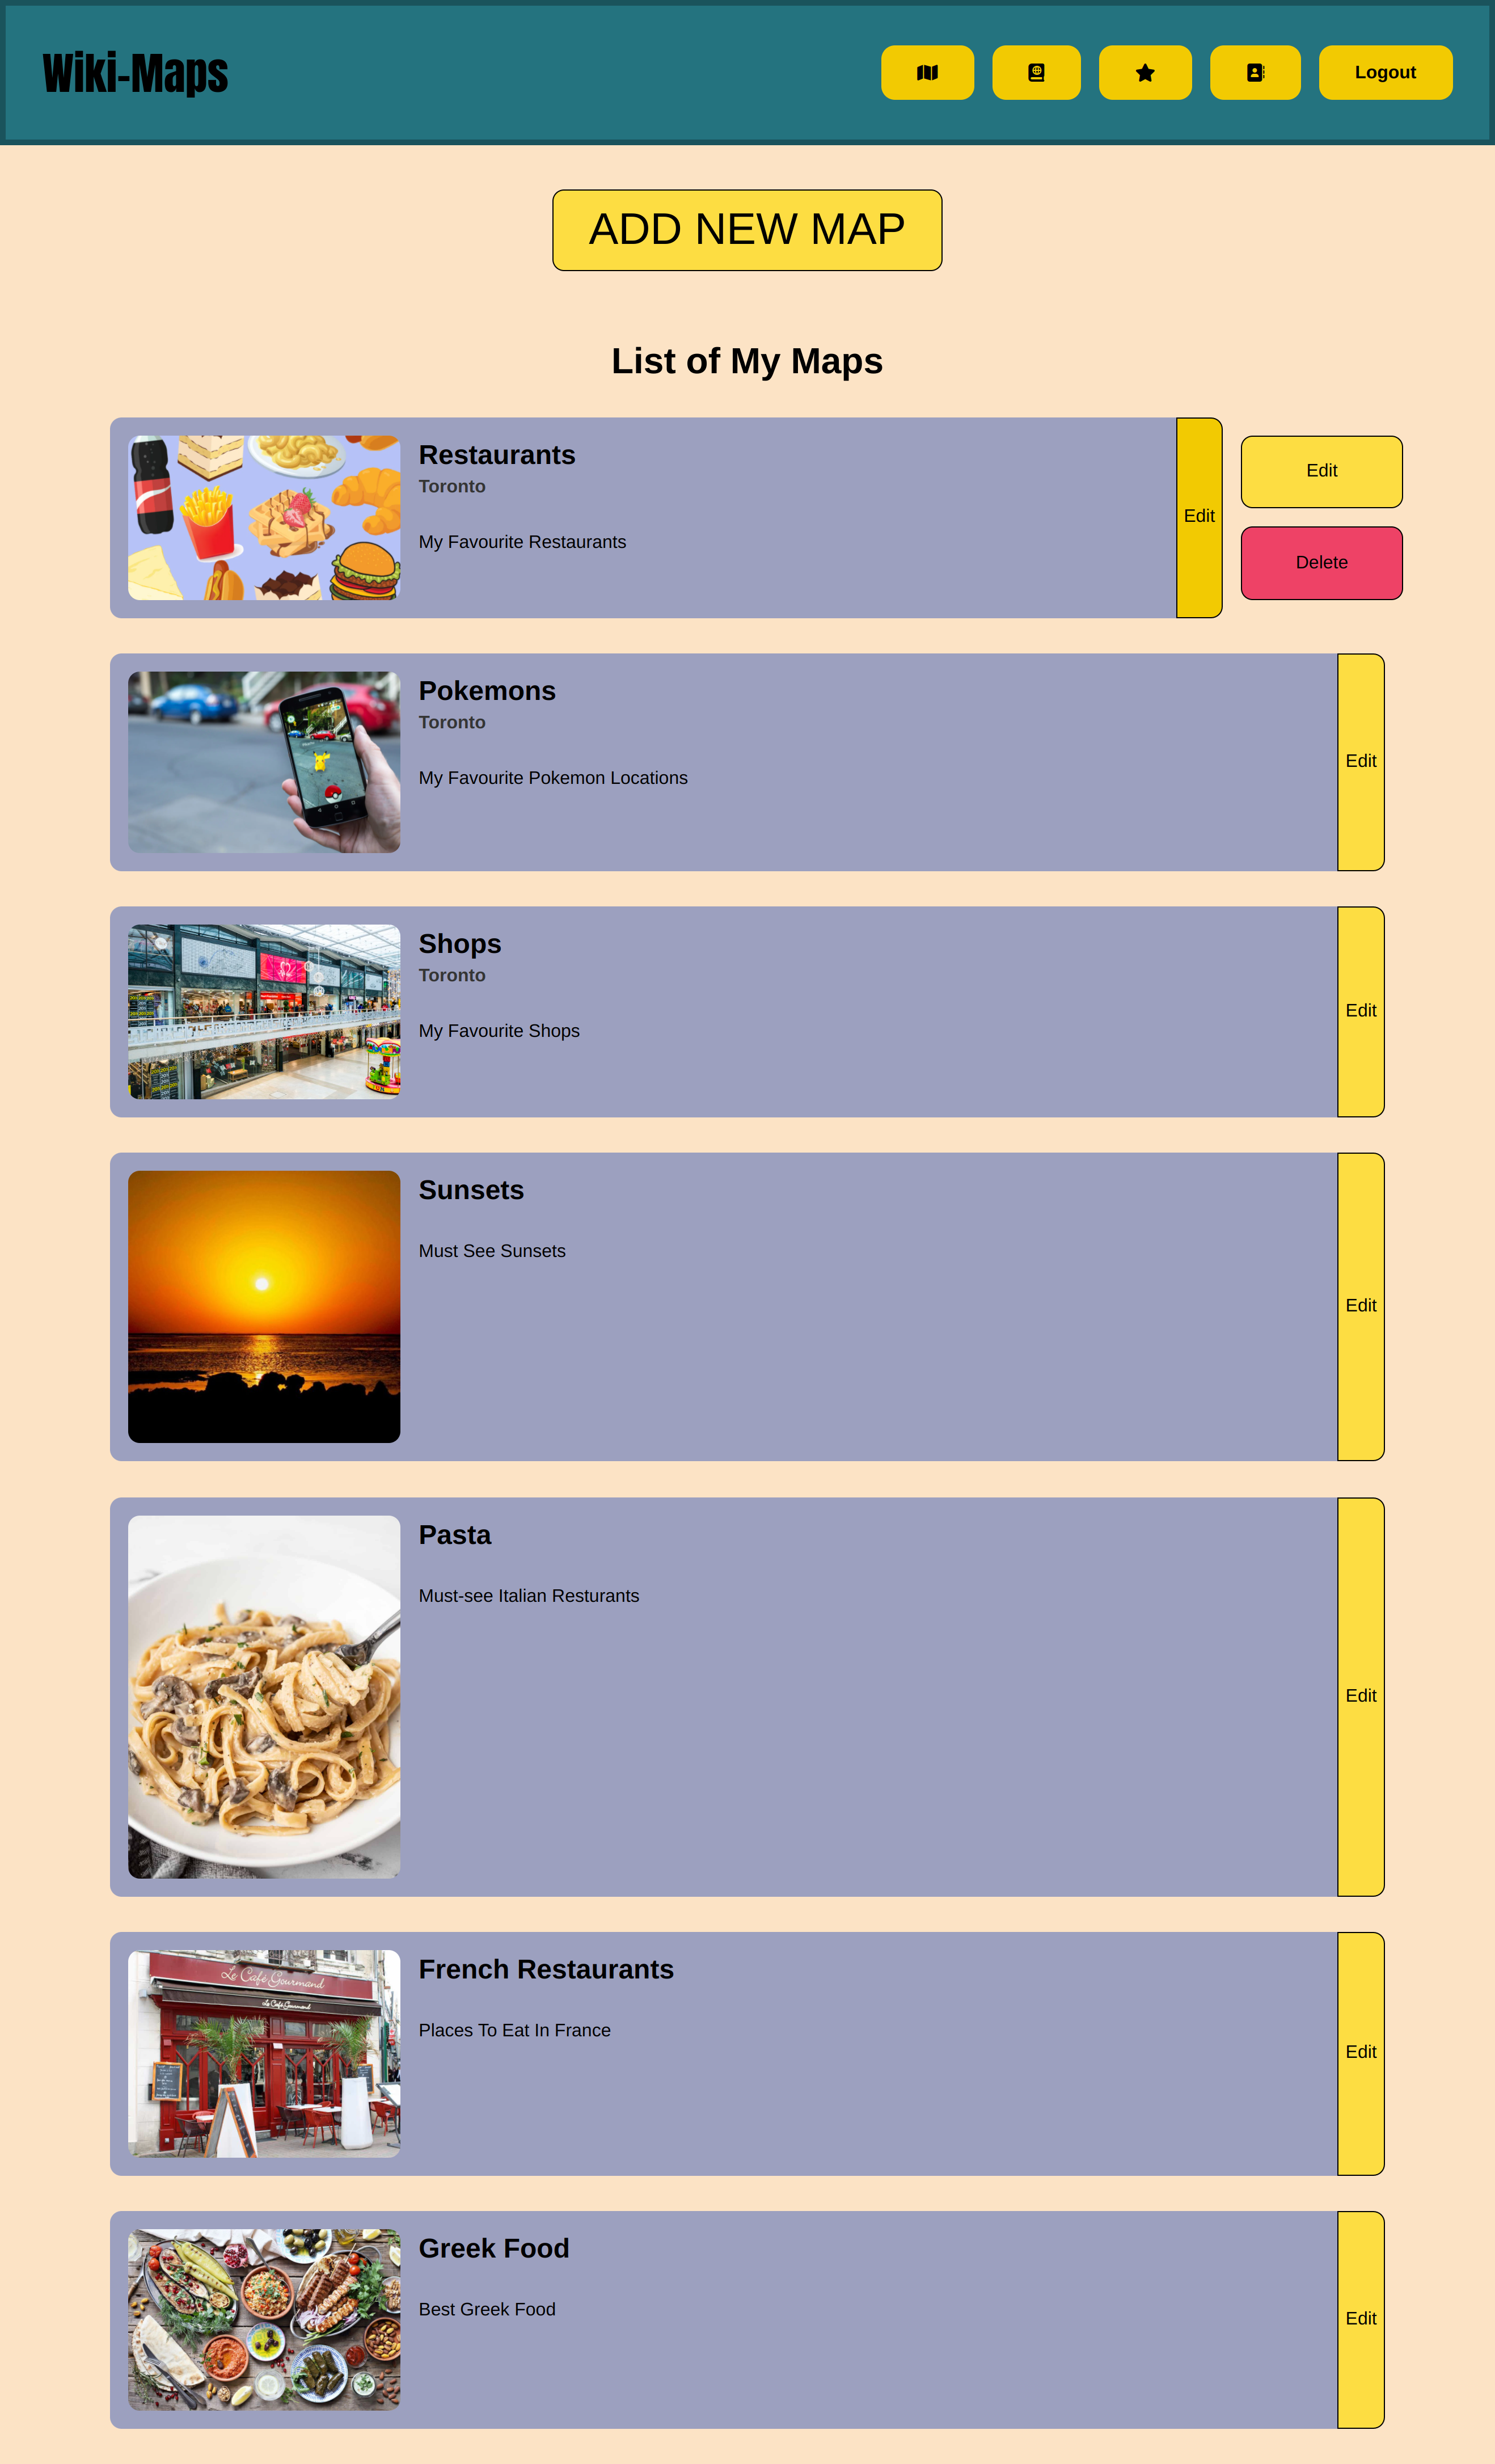 Wiki-Maps
Logout
ADD NEW MAP
List of My Maps
Restaurants
Toronto
My Favourite Restaurants
Edit
Edit
Delete
Pokemons
Toronto
My Favourite Pokemon Locations
Edit
Shops
Toronto
My Favourite Shops
Edit
Sunsets
Must See Sunsets
Edit
Pasta
Must-see Italian Resturants
Edit
Le Café Gourmand
Le Café Gourmand
French Restaurants
Places To Eat In France
Edit
Greek Food
Best Greek Food
Edit